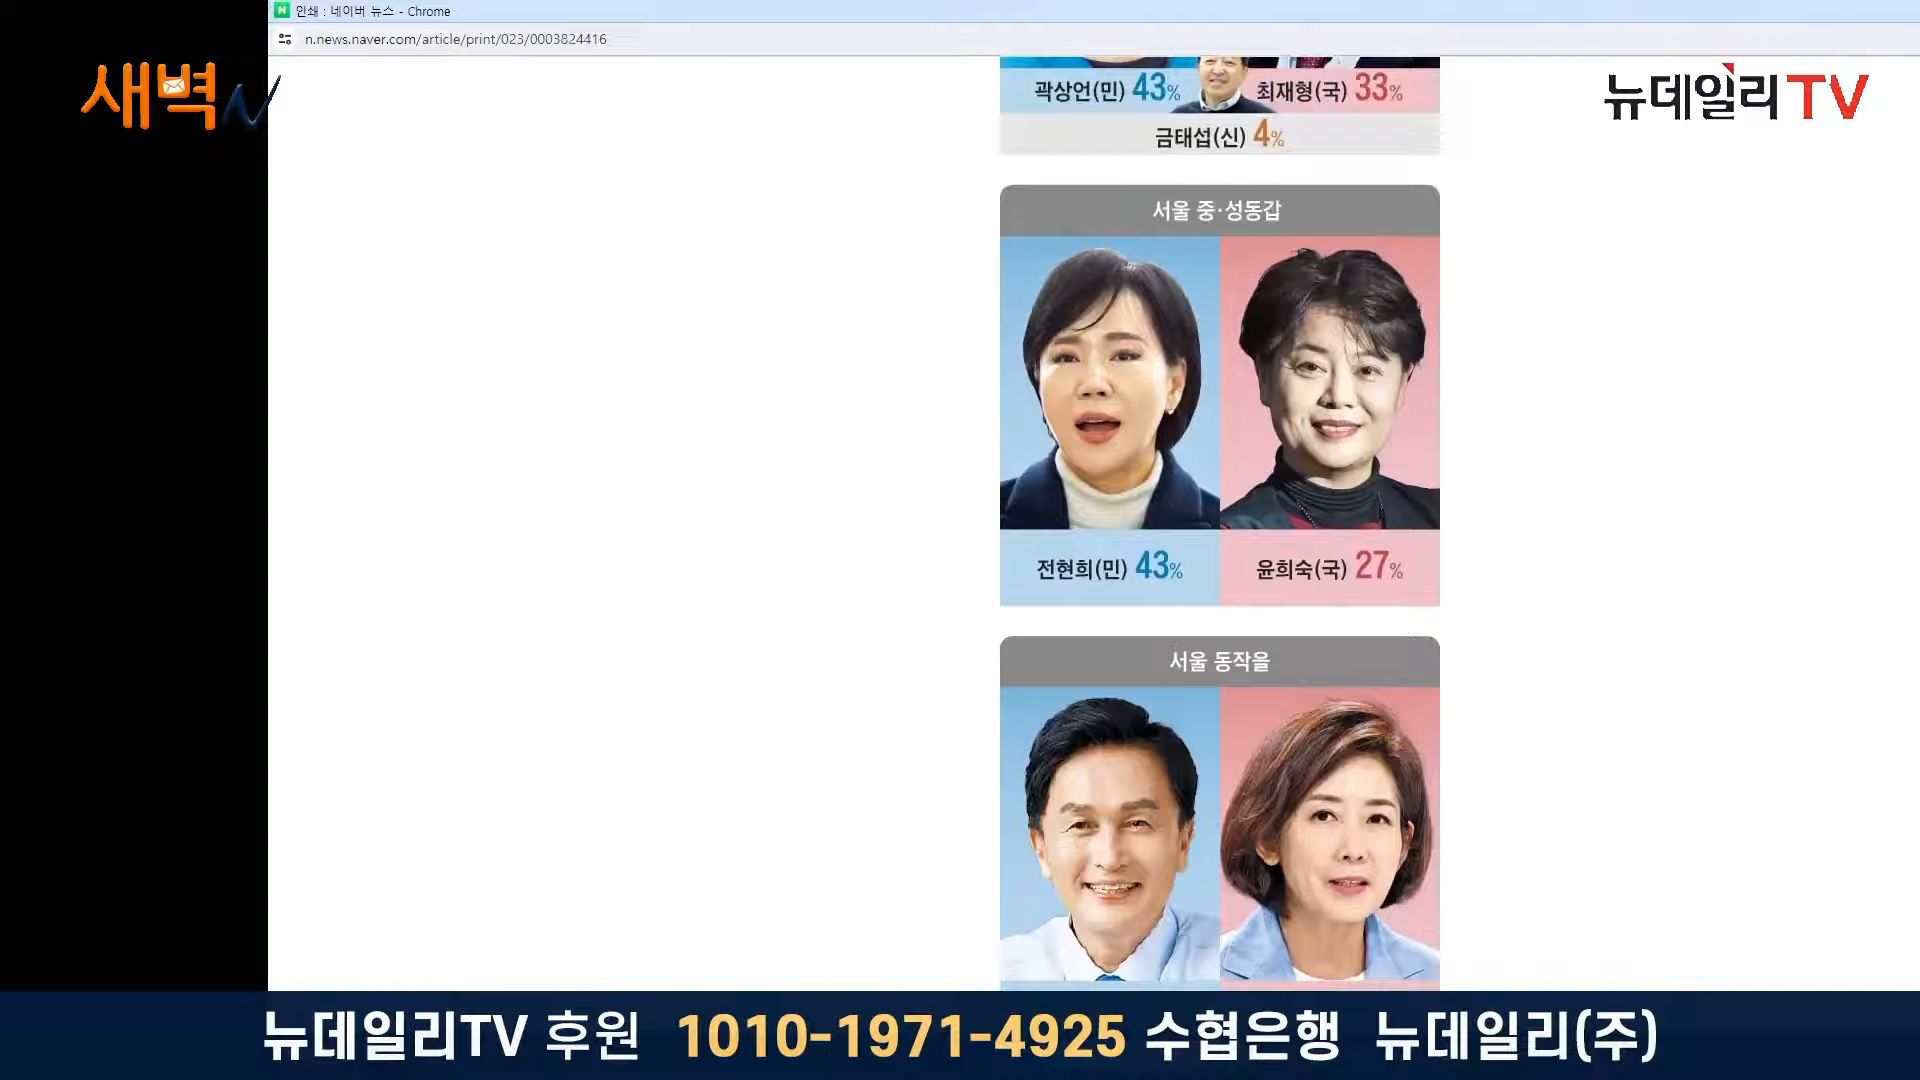 인쇄 : 네이버 뉴스 - Chrome
n.news.naver.com/article/print/023/0003824416
새벽N
뉴데일리TV
곽상언(민) 43%
최재형(국) 33%
금태섭(신) 4%
서울 중·성동갑
전현희(민) 43%
윤희숙(국) 27%
서울 동작을
뉴데일리TV 후원 1010-1971-4925 수협은행 뉴데일리(주)